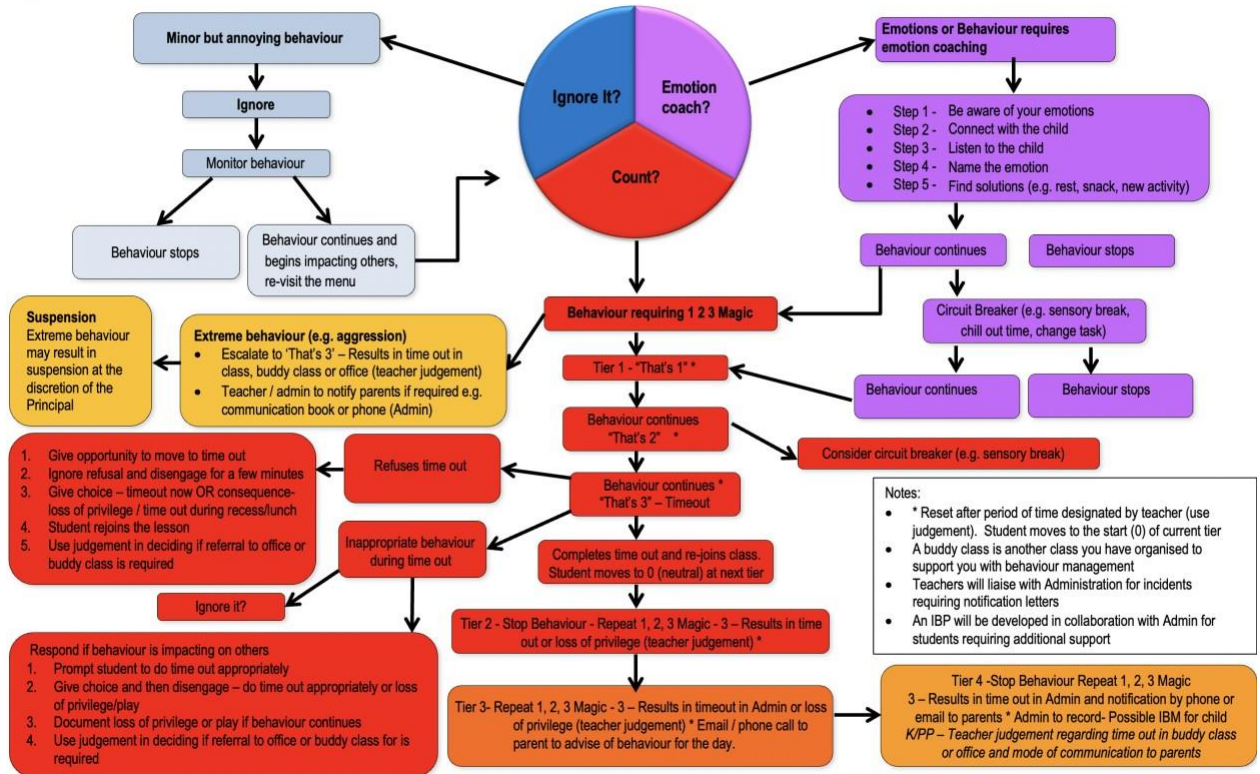 Minor but annoying behaviour
Ignore
Monitor behaviour
Behaviour stops
Behaviour continues and
begins impacting others,
re-visit the menu
Ignore It?
Emotion
coach?
Count?
Emotions or Behaviour requires
emotion coaching
• Step 1 - Be aware of your emotions
• Step 2 - Connect with the child
• Step 3 - Listen to the child
• Step 4 - Name the emotion
• Step 5 - Find solutions (e.g. rest, snack, new activity)
Behaviour continues
Behaviour stops
Circuit Breaker (e.g. sensory break,
chill out time, change task)
Behaviour continues
Behaviour stops
Behaviour requiring 1 2 3 Magic
Suspension
Extreme behaviour
may result in
suspension at the
discretion of the
Principal
Extreme behaviour (e.g. aggression)
• Escalate to ‘That’s 3’ – Results in time out in
class, buddy class or office (teacher judgement)
• Teacher / admin to notify parents if required e.g.
communication book or phone (Admin)
Tier 1 - “That’s 1” *
Behaviour continues
“That’s 2” *
Consider circuit breaker (e.g. sensory break)
Behaviour continues *
“That’s 3” – Timeout
Refuses time out
1. Give opportunity to move to time out
2. Ignore refusal and disengage for a few minutes
3. Give choice – timeout now OR consequence-
loss of privilege / time out during recess/lunch
4. Student rejoins the lesson
5. Use judgement in deciding if referral to office or
buddy class is required
Inappropriate behaviour
during time out
Ignore it?
Respond if behaviour is impacting on others
1. Prompt student to do time out appropriately
2. Give choice and then disengage – do time out appropriately or loss
of privilege/play
3. Document loss of privilege or play if behaviour continues
4. Use judgement in deciding if referral to office or buddy class for is
required
Completes time out and re-joins class.
Student moves to 0 (neutral) at next tier
Tier 2 - Stop Behaviour - Repeat 1, 2, 3 Magic - 3 – Results in time
out or loss of privilege (teacher judgement) *
Tier 3- Repeat 1, 2, 3 Magic - 3 – Results in timeout in Admin or loss
of privilege (teacher judgement) * Email / phone call to
parent to advise of behaviour for the day.
Notes:
• * Reset after period of time designated by teacher (use
judgement). Student moves to the start (0) of current tier
• A buddy class is another class you have organised to
support you with behaviour management
• Teachers will liaise with Administration for incidents
requiring notification letters
• An IBP will be developed in collaboration with Admin for
students requiring additional support
Tier 4 -Stop Behaviour Repeat 1, 2, 3 Magic
3 – Results in time out in Admin and notification by phone or
email to parents * Admin to record- Possible IBM for child
K/PP – Teacher judgement regarding time out in buddy class
or office and mode of communication to parents